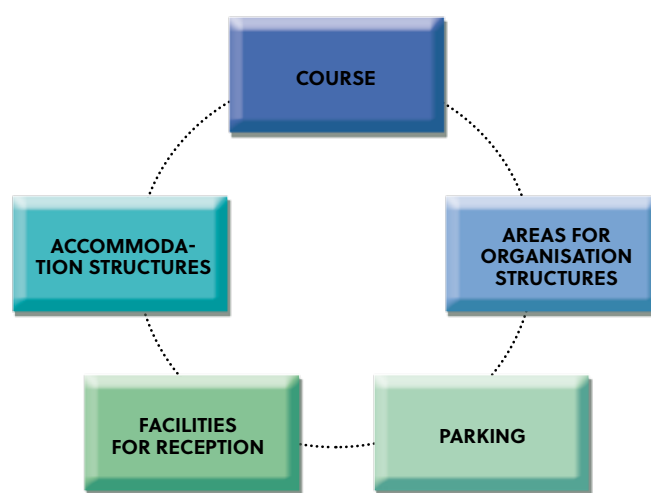 COURSE
AREAS FOR
ORGANISATION
STRUCTURES
PARKING
FACILITIES
FOR RECEPTION
ACCOMMODA-
TION STRUCTURES